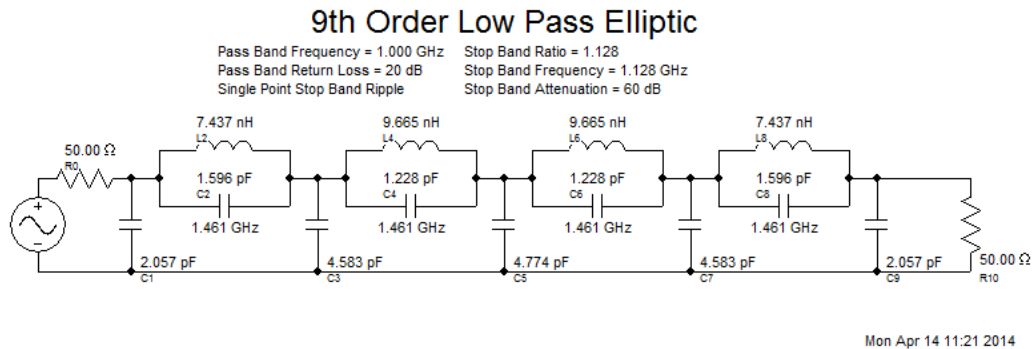 9th Order Low Pass Elliptic
Pass Band Frequency = 1.000 GHz Stop Band Ratio = 1.128
Pass Band Return Loss = 20 dB Stop Band Frequency = 1.128 GHz
Single Point Stop Band Ripple Stop Band Attenuation = 60 dB
7.437 nH 9.665 nH 9.665 nH 7.437 nH
L2 L4 L6 L8
50.00 Ω
R0
1.596 pF 1.228 pF 1.228 pF 1.596 pF
C2 C4 C6 C8
1.461 GHz 1.461 GHz 1.461 GHz 1.461 GHz
2.057 pF 4.583 pF 4.774 pF 4.583 pF 2.057 pF 50.00 Ω
C1 C3 C5 C7 C9 R10
Mon Apr 14 11:21 2014